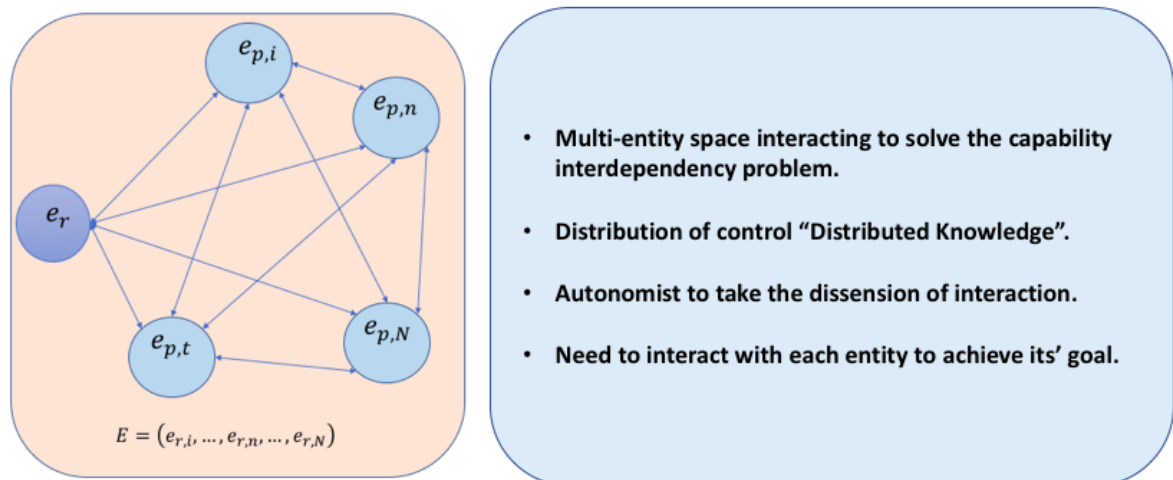 e_{p,i}
e_{p,n}
e_r
e_{p,t}
e_{p,N}
E = (e_{r,i}, ..., e_{r,n}, ..., e_{r,N})
• Multi-entity space interacting to solve the capability
interdependency problem.
• Distribution of control “Distributed Knowledge”.
• Autonomist to take the dissension of interaction.
• Need to interact with each entity to achieve its’ goal.